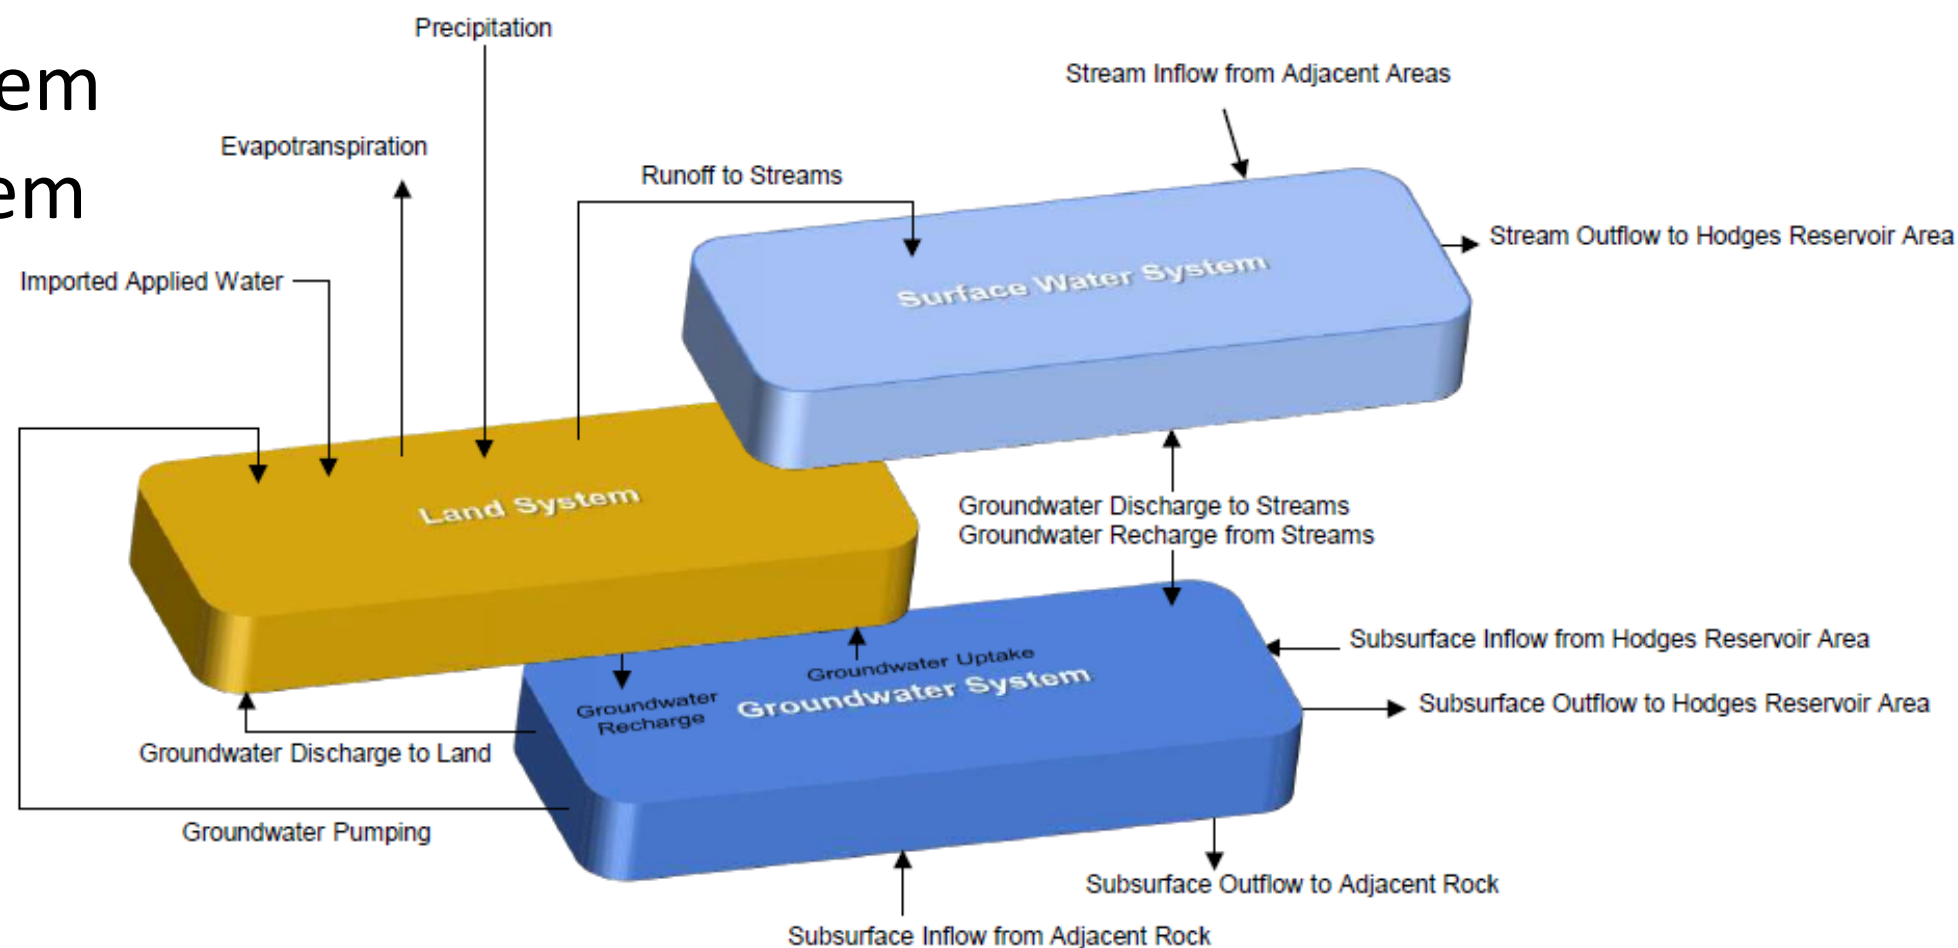 Precipitation
em
Stream Inflow from Adjacent Areas
Evapotranspiration
Runoff to Streams
em
Stream Outflow to Hodges Reservoir Area
Imported Applied Water
Surface Water System
Land System
Groundwater Discharge to Streams
Groundwater Recharge from Streams
Subsurface Inflow from Hodges Reservoir Area
Groundwater Uptake
Groundwater System
Groundwater
Recharge
Subsurface Outflow to Hodges Reservoir Area
Groundwater Discharge to Land
Groundwater Pumping
Subsurface Outflow to Adjacent Rock
Subsurface Inflow from Adjacent Rock